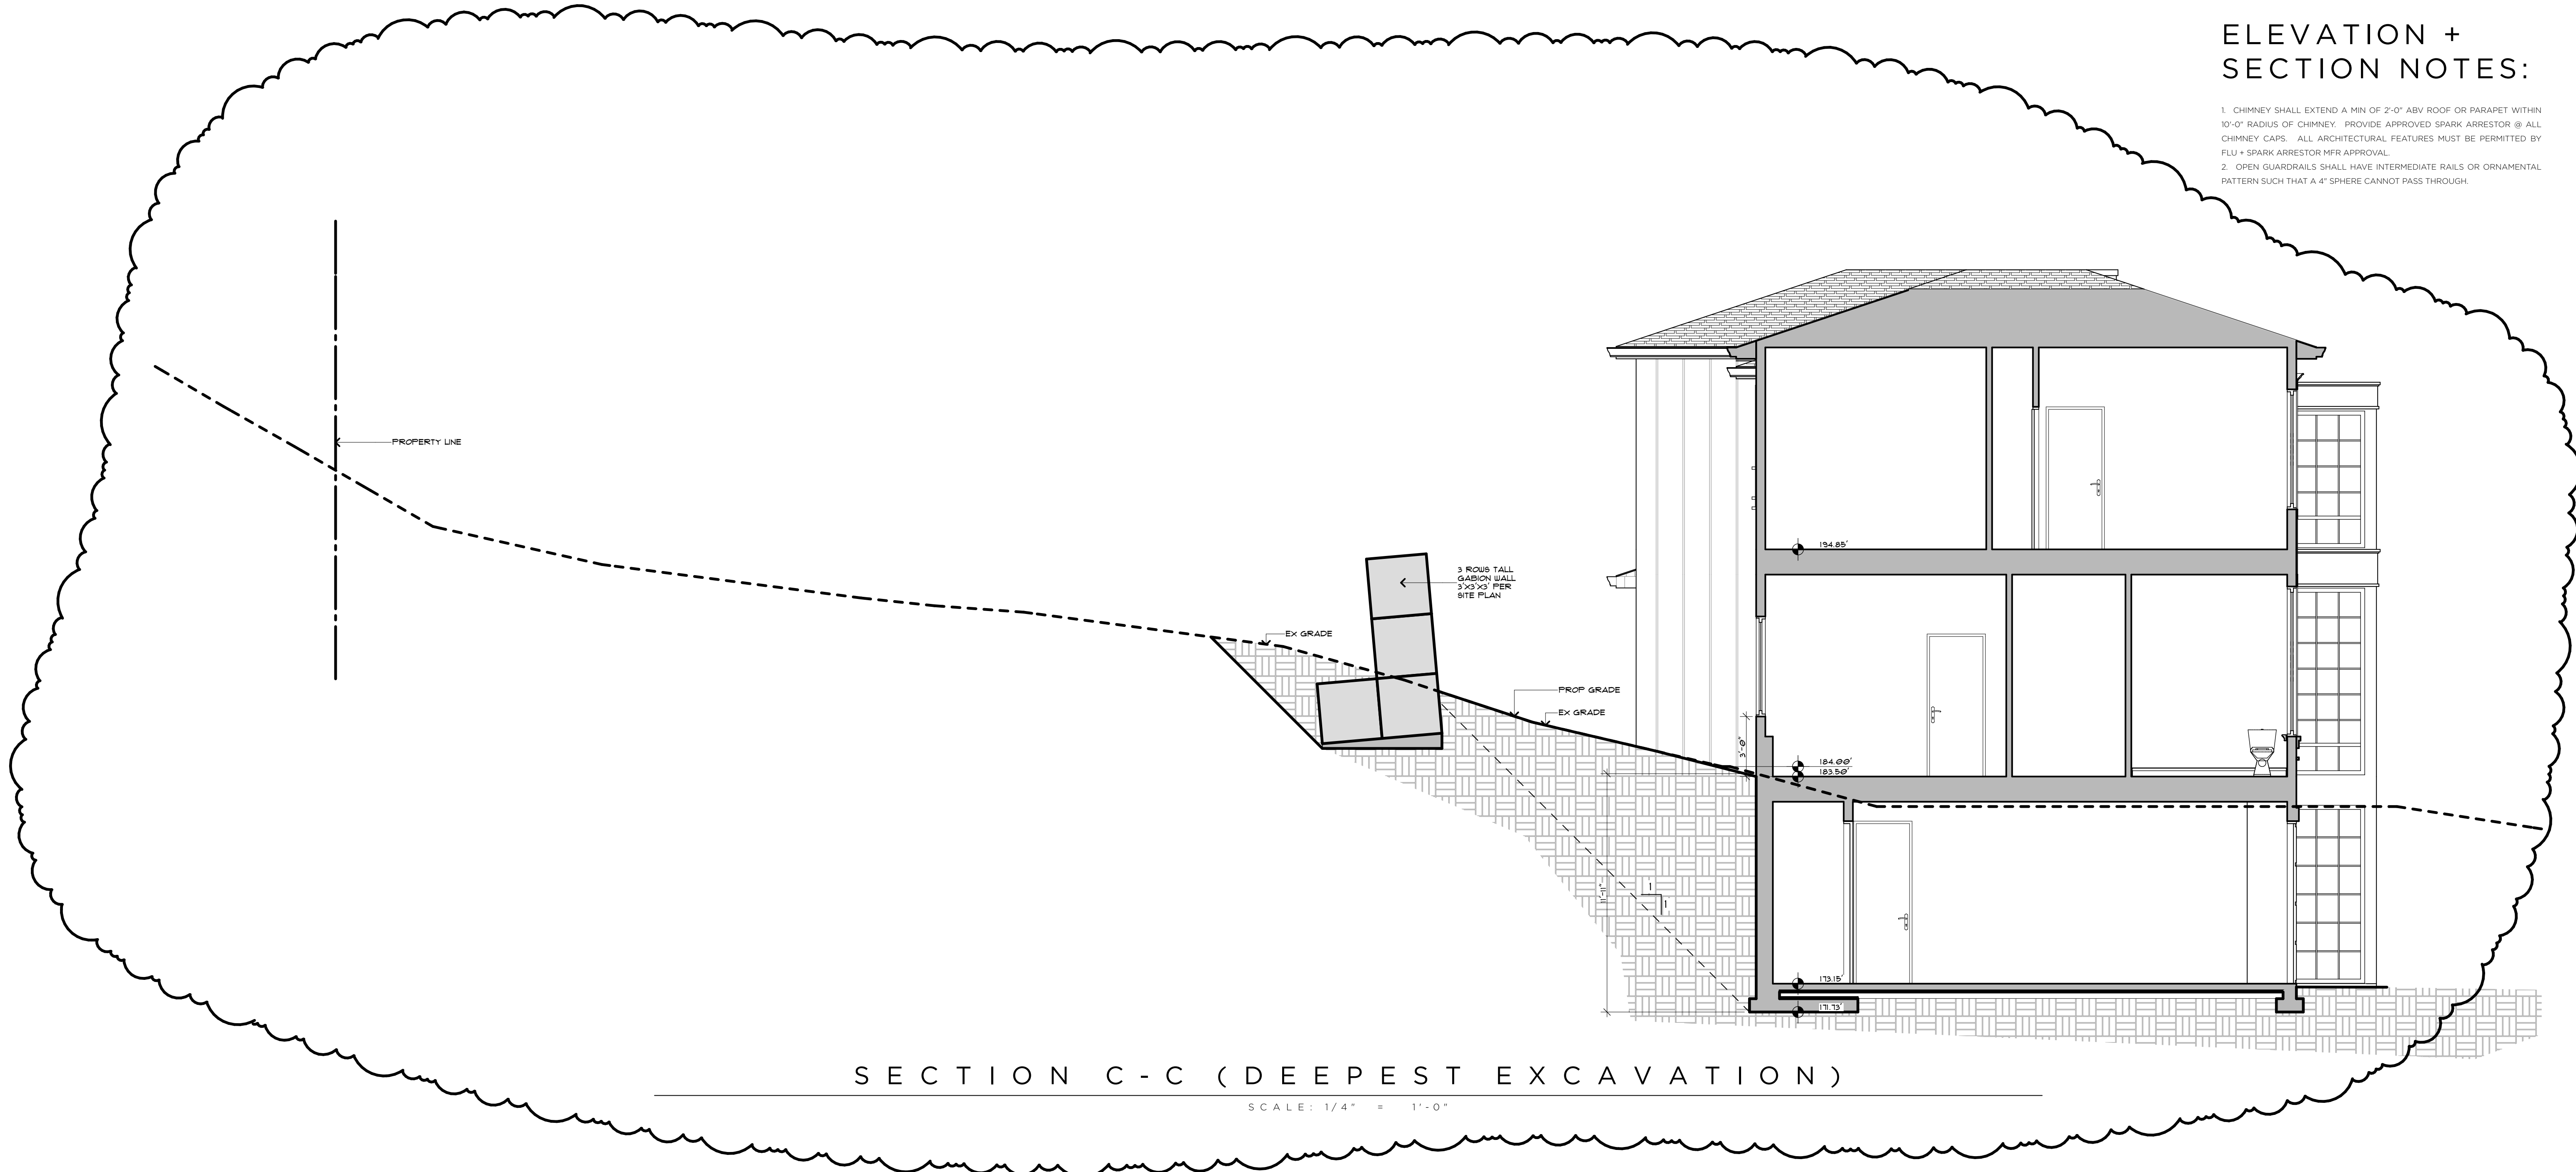 ELEVATION +
SECTION NOTES:
1. CHIMNEY SHALL EXTEND A MIN OF 2'-0" ABV ROOF OR PARAPET WITHIN
10'-0" RADIUS OF CHIMNEY. PROVIDE APPROVED SPARK ARRESTOR @ ALL
CHIMNEY CAPS. ALL ARCHITECTURAL FEATURES MUST BE PERMITTED BY
FLU + SPARK ARRESTOR MFR APPROVAL.
2. OPEN GUARDRAILS SHALL HAVE INTERMEDIATE RAILS OR ORNAMENTAL
PATTERN SUCH THAT A 4" SPHERE CANNOT PASS THROUGH.
PROPERTY LINE
194.85'
3 ROWS TALL
GABION WALL
3'X3'X3' PER
SITE PLAN
EX GRADE
PROP GRADE
EX GRADE
3'-0"
184.00'
183.50'
11'-11"
1
1
173.15'
171.73'
SECTION C-C (DEEPEST EXCAVATION)
SCALE: 1/4" = 1'-0"